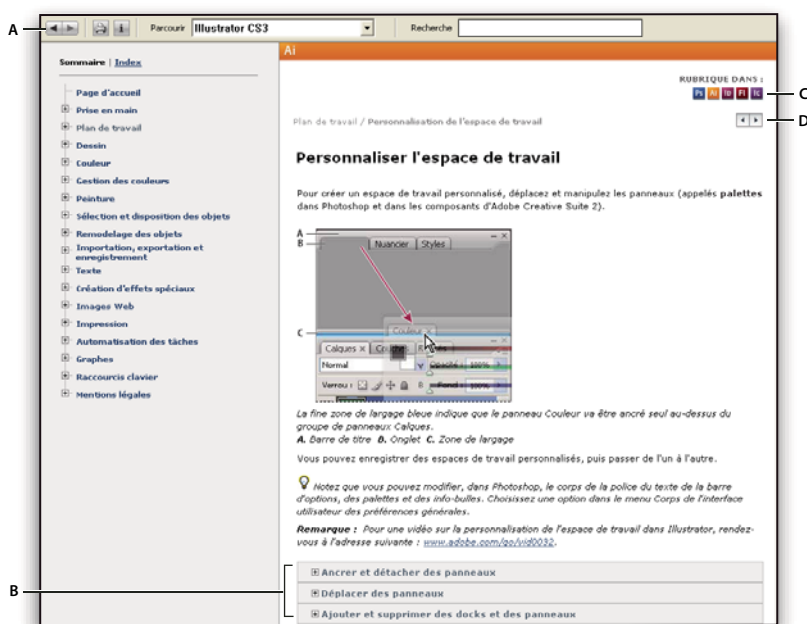 A
Parcourir Illustrator CS3 Recherche
Ai
Sommaire | Index
Page d'accueil
Prise en main
Plan de travail
Dessin
Couleur
Gestion des couleurs
Peinture
Sélection et disposition des objets
Remodelage des objets
Importation, exportation et
enregistrement
Texte
Création d'effets spéciaux
Images Web
Impression
Automatisation des tâches
Graphes
Raccourcis clavier
Mentions légales
RUBRIQUE DANS :
Ps Ai ID Fl
C
D
Plan de travail / Personnalisation de l'espace de travail
Personnaliser l'espace de travail
Pour créer un espace de travail personnalisé, déplacez et manipulez les panneaux (appelés palettes
dans Photoshop et dans les composants d'Adobe Creative Suite 2).
A
B
Nuancier Styles
C
Couleur ×
Calques ×
Normal Opacité : 100%
Verrou : Fond : 100%
La fine zone de largage bleue indique que le panneau Couleur va être ancré seul au-dessus du
groupe de panneaux Calques.
A. Barre de titre B. Onglet C. Zone de largage
Vous pouvez enregistrer des espaces de travail personnalisés, puis passer de l'un à l'autre.
Notez que vous pouvez modifier, dans Photoshop, le corps de la police du texte de la barre
d'options, des palettes et des info-bulles. Choisissez une option dans le menu Corps de l'interface
utilisateur des préférences générales.
Remarque : Pour une vidéo sur la personnalisation de l'espace de travail dans Illustrator, rendez-
vous à l'adresse suivante : www.adobe.com/go/vid0032.
B
Ancrer et détacher des panneaux
Déplacer des panneaux
Ajouter et supprimer des docks et des panneaux